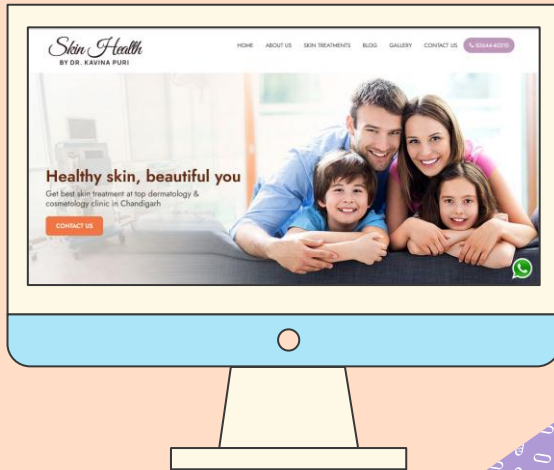 Skin Health
BY DR. KAVINA PURI
HOME ABOUT US SKIN TREATMENTS BLOG GALLERY CONTACT US
Healthy skin, beautiful you
Get best skin treatment at top dermatology &
cosmetology clinic in Chandigarh
CONTACT US